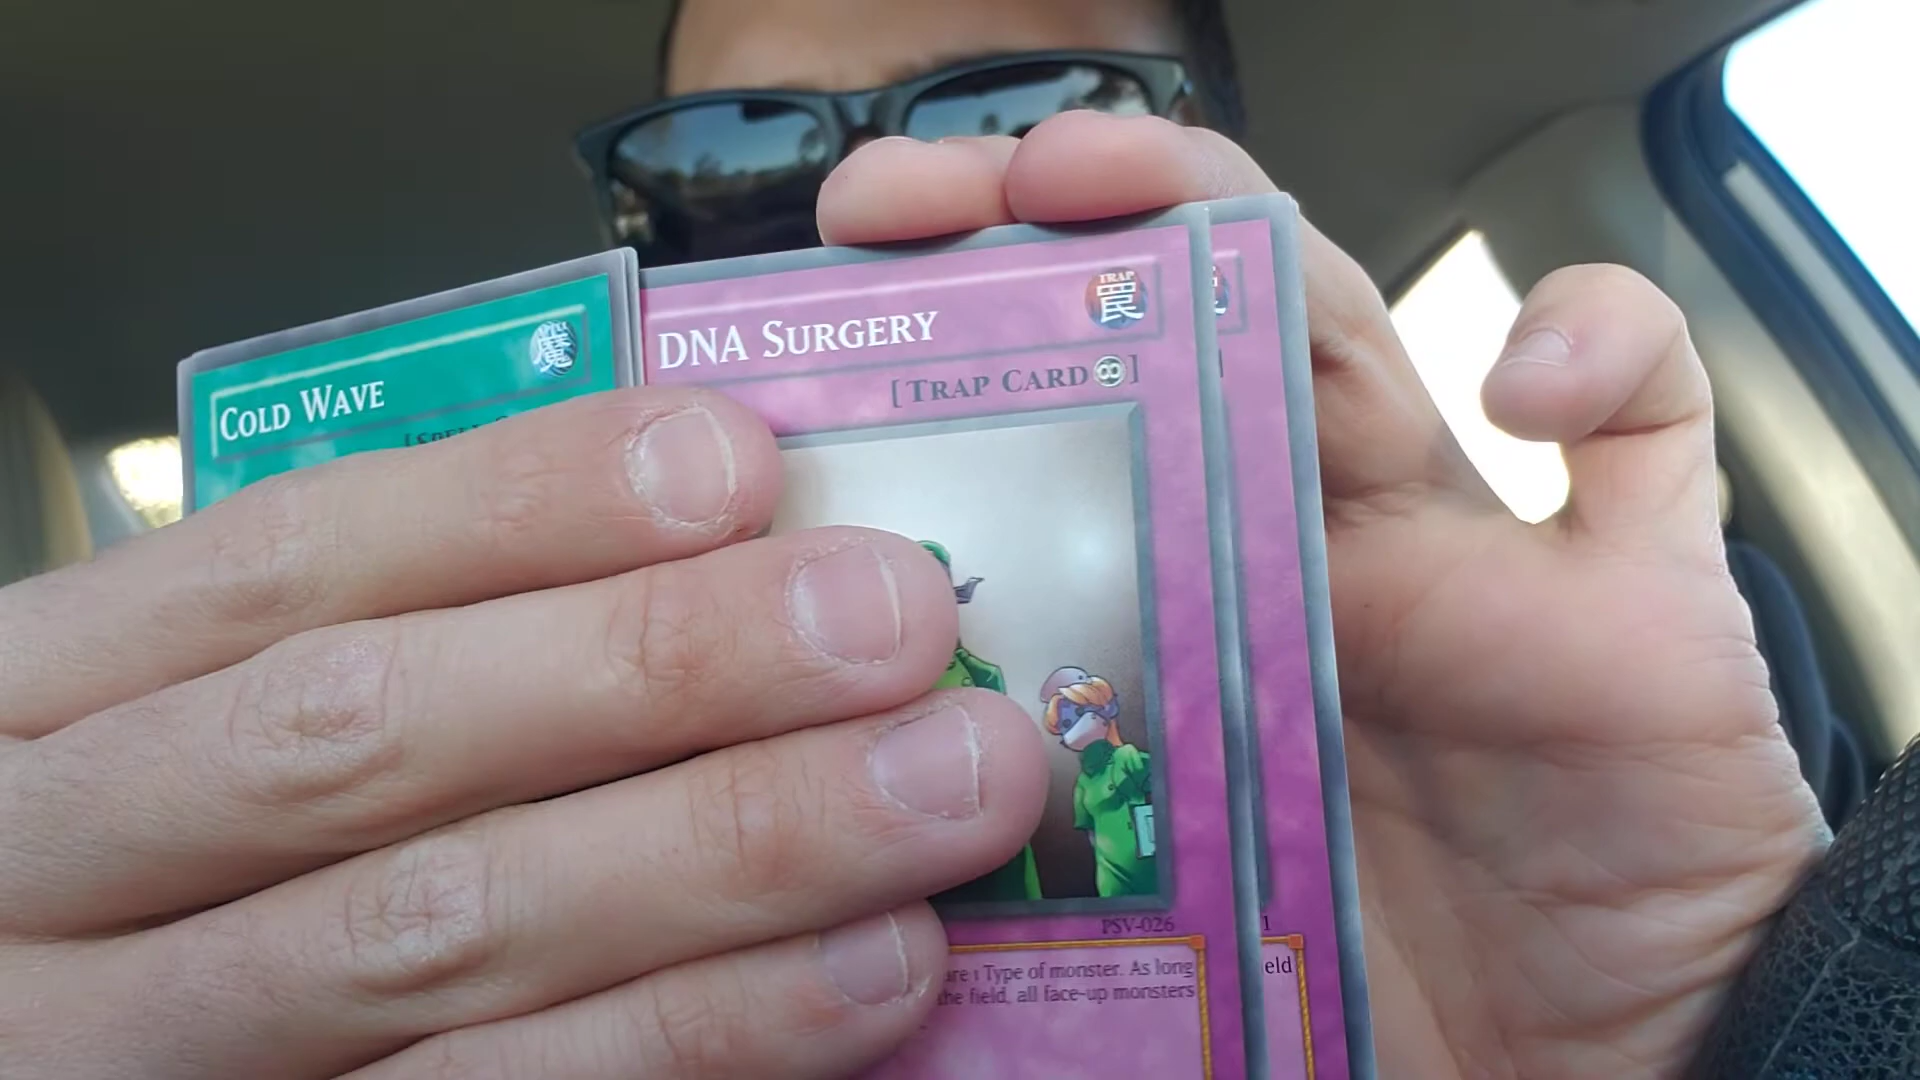 COLD WAVE
魔
DNA SURGERY
TRAP
罠
[TRAP CARD ]
PSV-026
are 1 Type of monster. As long
the field, all face-up monsters
1
eld